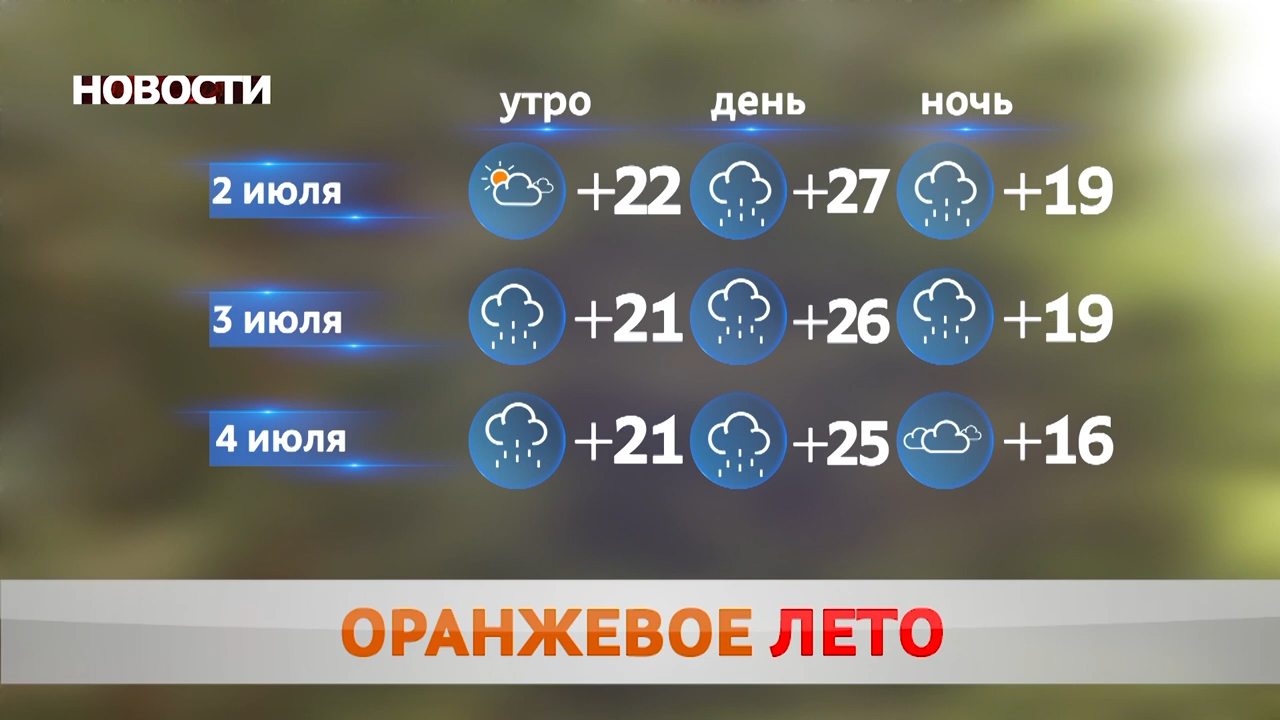 НОВОСТИ
утро день ночь
2 июля +22 +27 +19
3 июля +21 +26 +19
4 июля +21 +25 +16
ОРАНЖЕВОЕ ЛЕТО